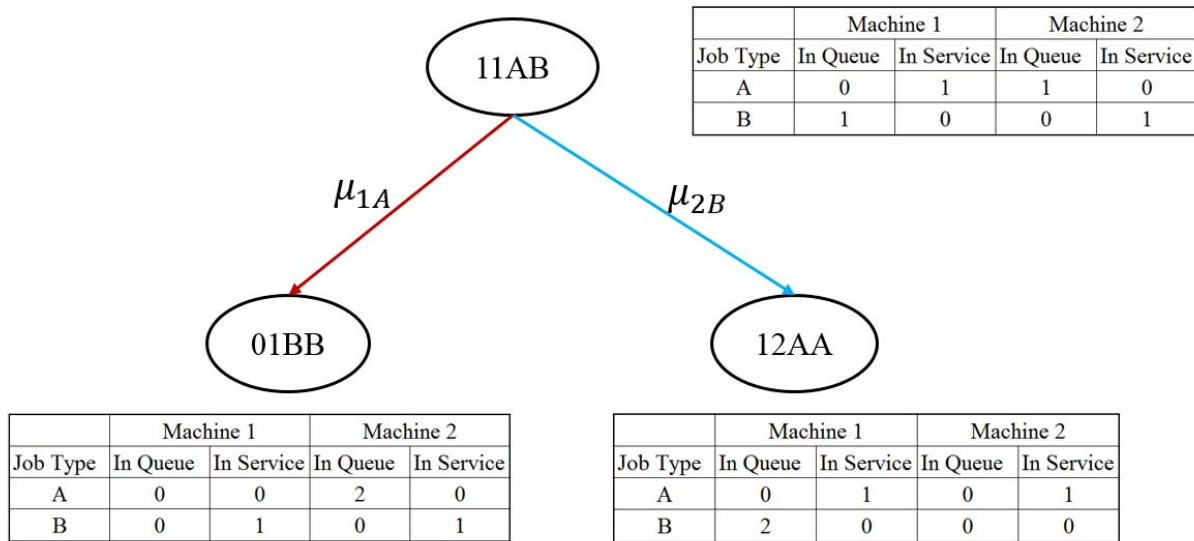 11AB
Machine 1 Machine 2
Job Type In Queue In Service In Queue In Service
A 0 1 1 0
B 1 0 0 1
μ1A
μ2B
01BB
12AA
Machine 1 Machine 2
Job Type In Queue In Service In Queue In Service
A 0 0 2 0
B 0 1 0 1
Machine 1 Machine 2
Job Type In Queue In Service In Queue In Service
A 0 1 0 1
B 2 0 0 0